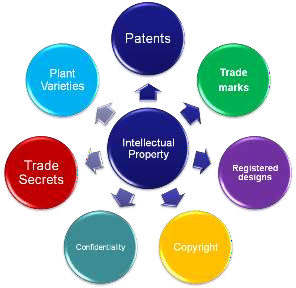 Patents
Trade
marks
Registered
designs
Copyright
Confidentiality
Trade
Secrets
Plant
Varieties
Intellectual
Property